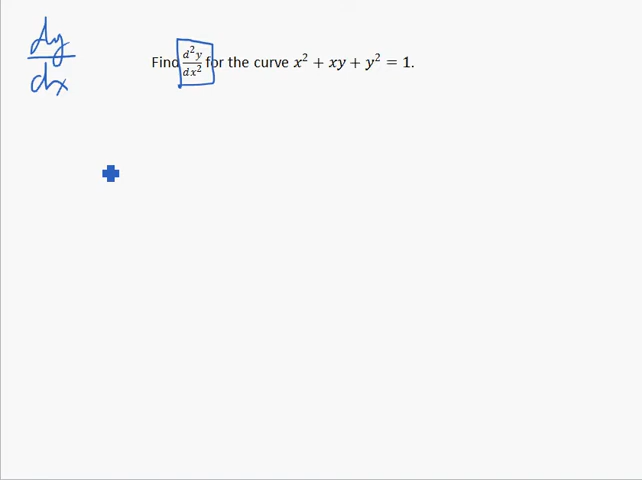 dy/dx
Find d²y/dx² for the curve x² + xy + y² = 1.